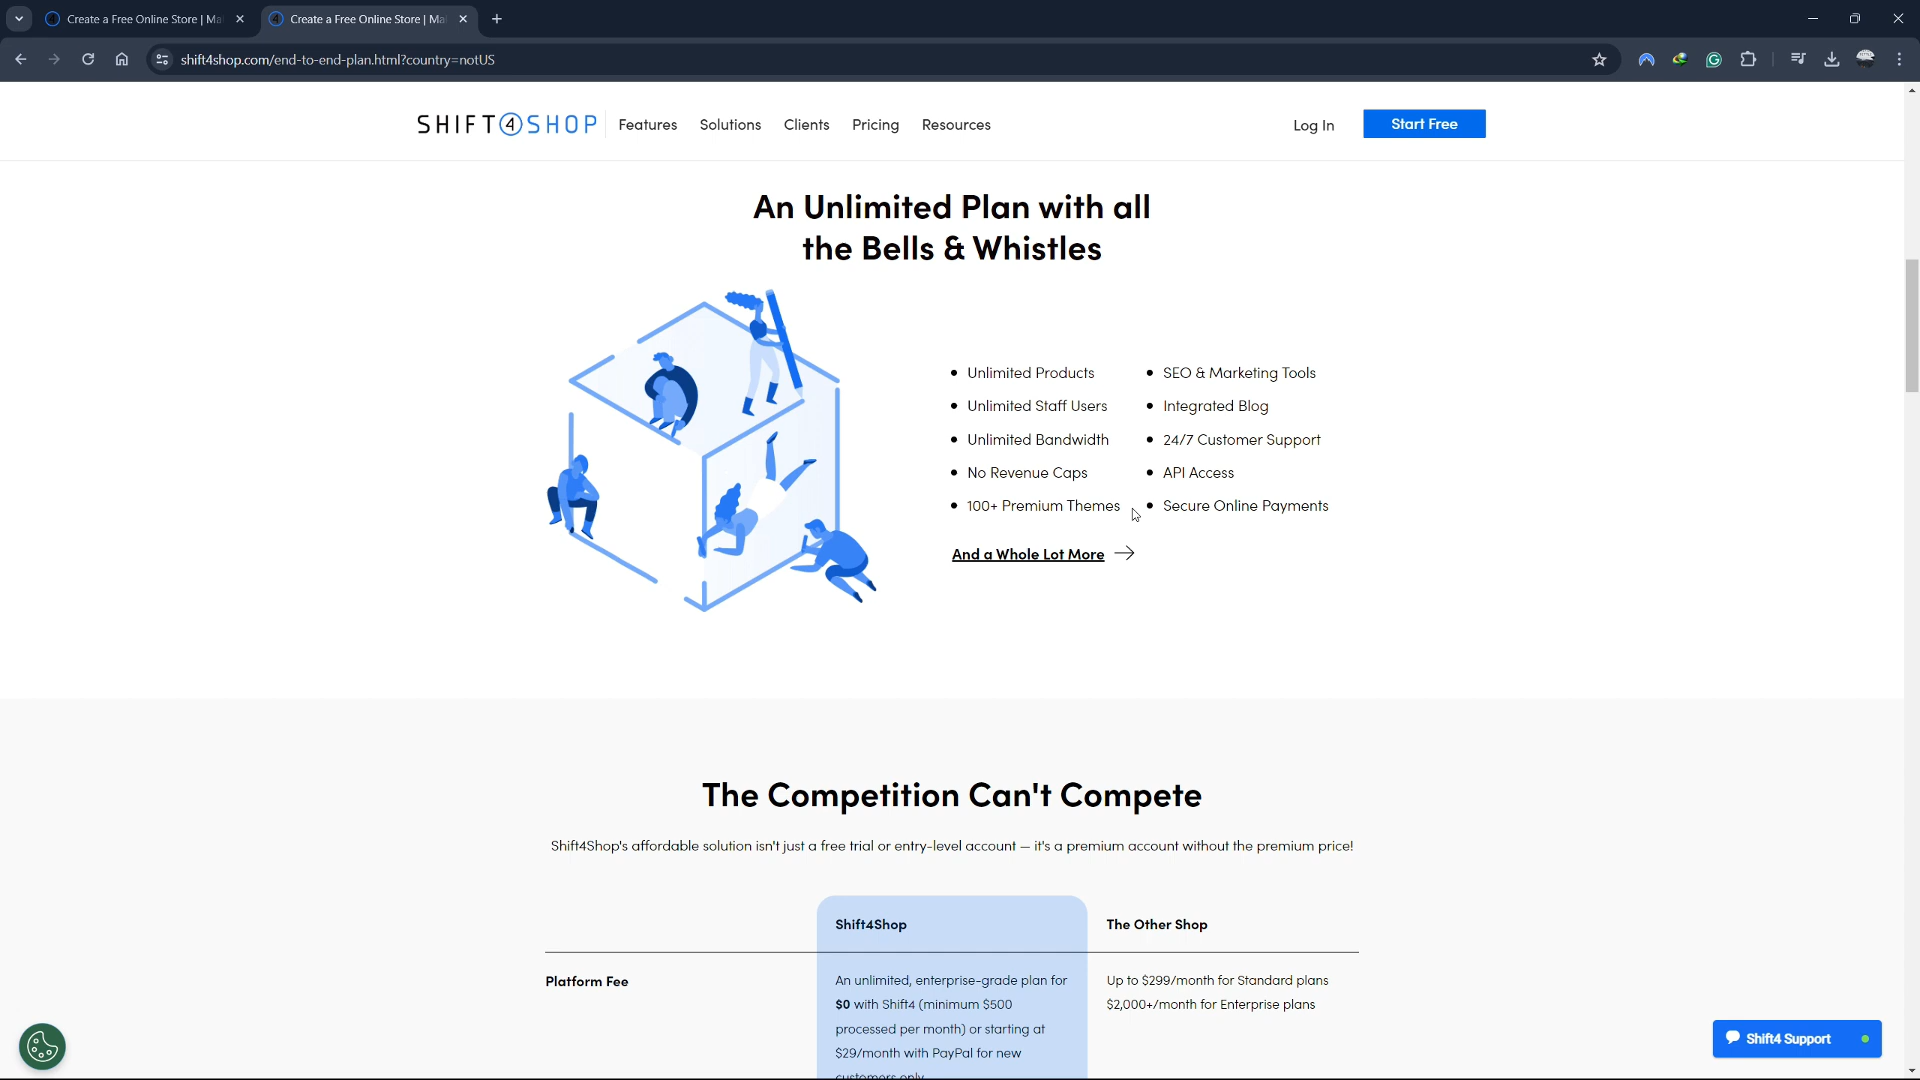 Create a Free Online Store | Ma
Create a Free Online Store | Ma
shift4shop.com/end-to-end-plan.html?country=notUS
SHIFT4SHOP
Features
Solutions
Clients
Pricing
Resources
Log In
Start Free
An Unlimited Plan with all
the Bells & Whistles
Unlimited Products
Unlimited Staff Users
Unlimited Bandwidth
No Revenue Caps
100+ Premium Themes
SEO & Marketing Tools
Integrated Blog
24/7 Customer Support
API Access
Secure Online Payments
And a Whole Lot More
The Competition Can't Compete
Shift4Shop's affordable solution isn't just a free trial or entry-level account — it's a premium account without the premium price!
Shift4Shop
The Other Shop
Platform Fee
An unlimited, enterprise-grade plan for
$0 with Shift4 (minimum $500
processed per month) or starting at
$29/month with PayPal for new
customers only
Up to $299/month for Standard plans
$2,000+/month for Enterprise plans
Shift4 Support